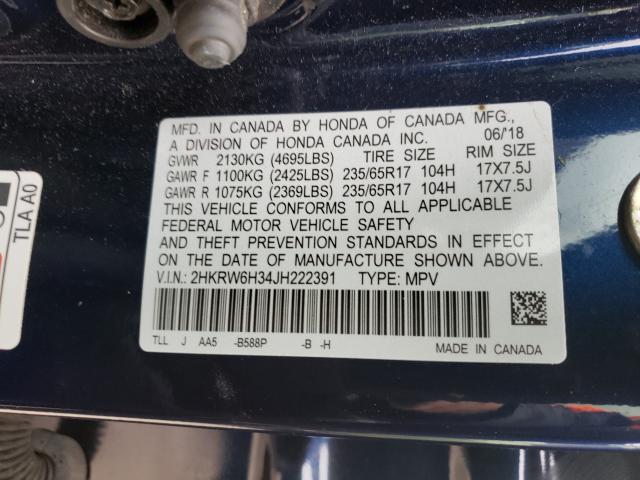 MFD. IN CANADA BY HONDA OF CANADA MFG.,
A DIVISION OF HONDA CANADA INC. 06/'18
GVWR 2130KG (4695LBS) TIRE SIZE RIM SIZE
GAWR F 1100KG (2425LBS) 235/65R17 104H 17X7.5J
GAWR R 1075KG (2369LBS) 235/65R17 104H 17X7.5J
THIS VEHICLE CONFORMS TO ALL APPLICABLE
FEDERAL MOTOR VEHICLE SAFETY
AND THEFT PREVENTION STANDARDS IN EFFECT
ON THE DATE OF MANUFACTURE SHOWN ABOVE.
V.I.N.: 2HKRW6H34JH222391 TYPE: MPV
TLL J AA5 -B588P -B -H MADE IN CANADA
TLA A0